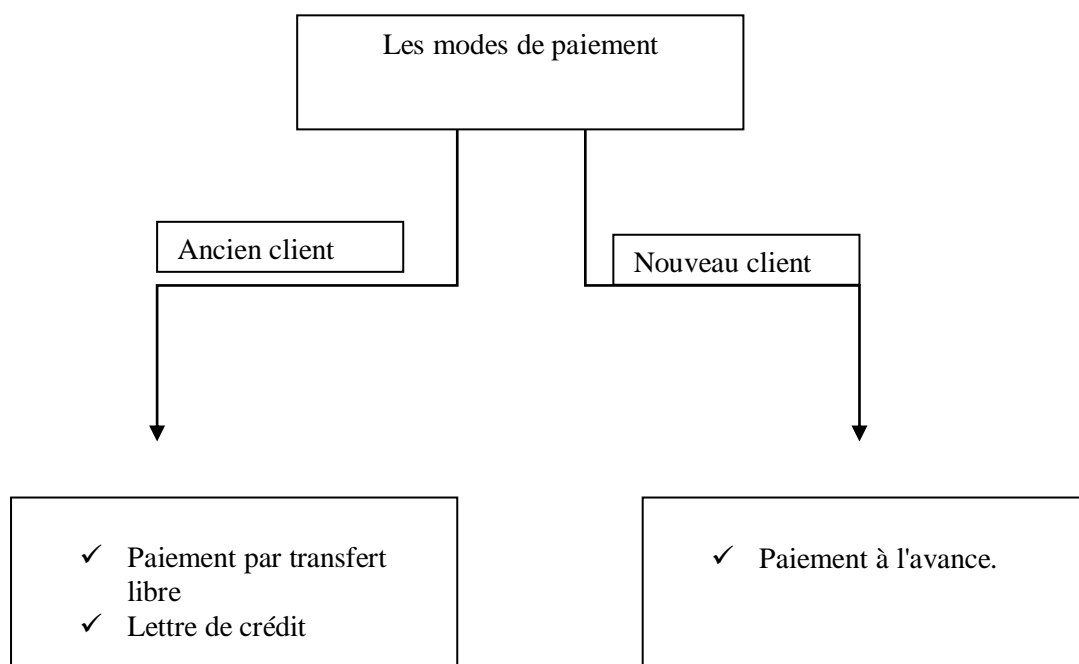 Les modes de paiement
Ancien client
Nouveau client
✓ Paiement par transfert
libre
✓ Lettre de crédit
✓ Paiement à l'avance.